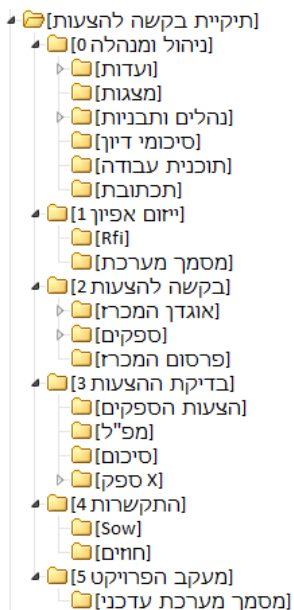 [תיקיית בקשה להצעות]
[0 ניהול ומנהלה]
[ועדות]
[מצגות]
[נהלים ותבניות]
[סיכומי דיון]
[תוכנית עבודה]
[תכתובת]
[1 ייזום אפיון]
[Rfi]
[מסמך מערכת]
[2 בקשה להצעות]
[אוגדן המכרז]
[ספקים]
[פרסום המכרז]
[3 בדיקת ההצעות]
[הצעות הספקים]
[מפ"ל]
[סיכום]
[X ספק]
[4 התקשרות]
[Sow]
[חוזים]
[5 מעקב הפרויקט]
[מסמך מערכת עדכני]